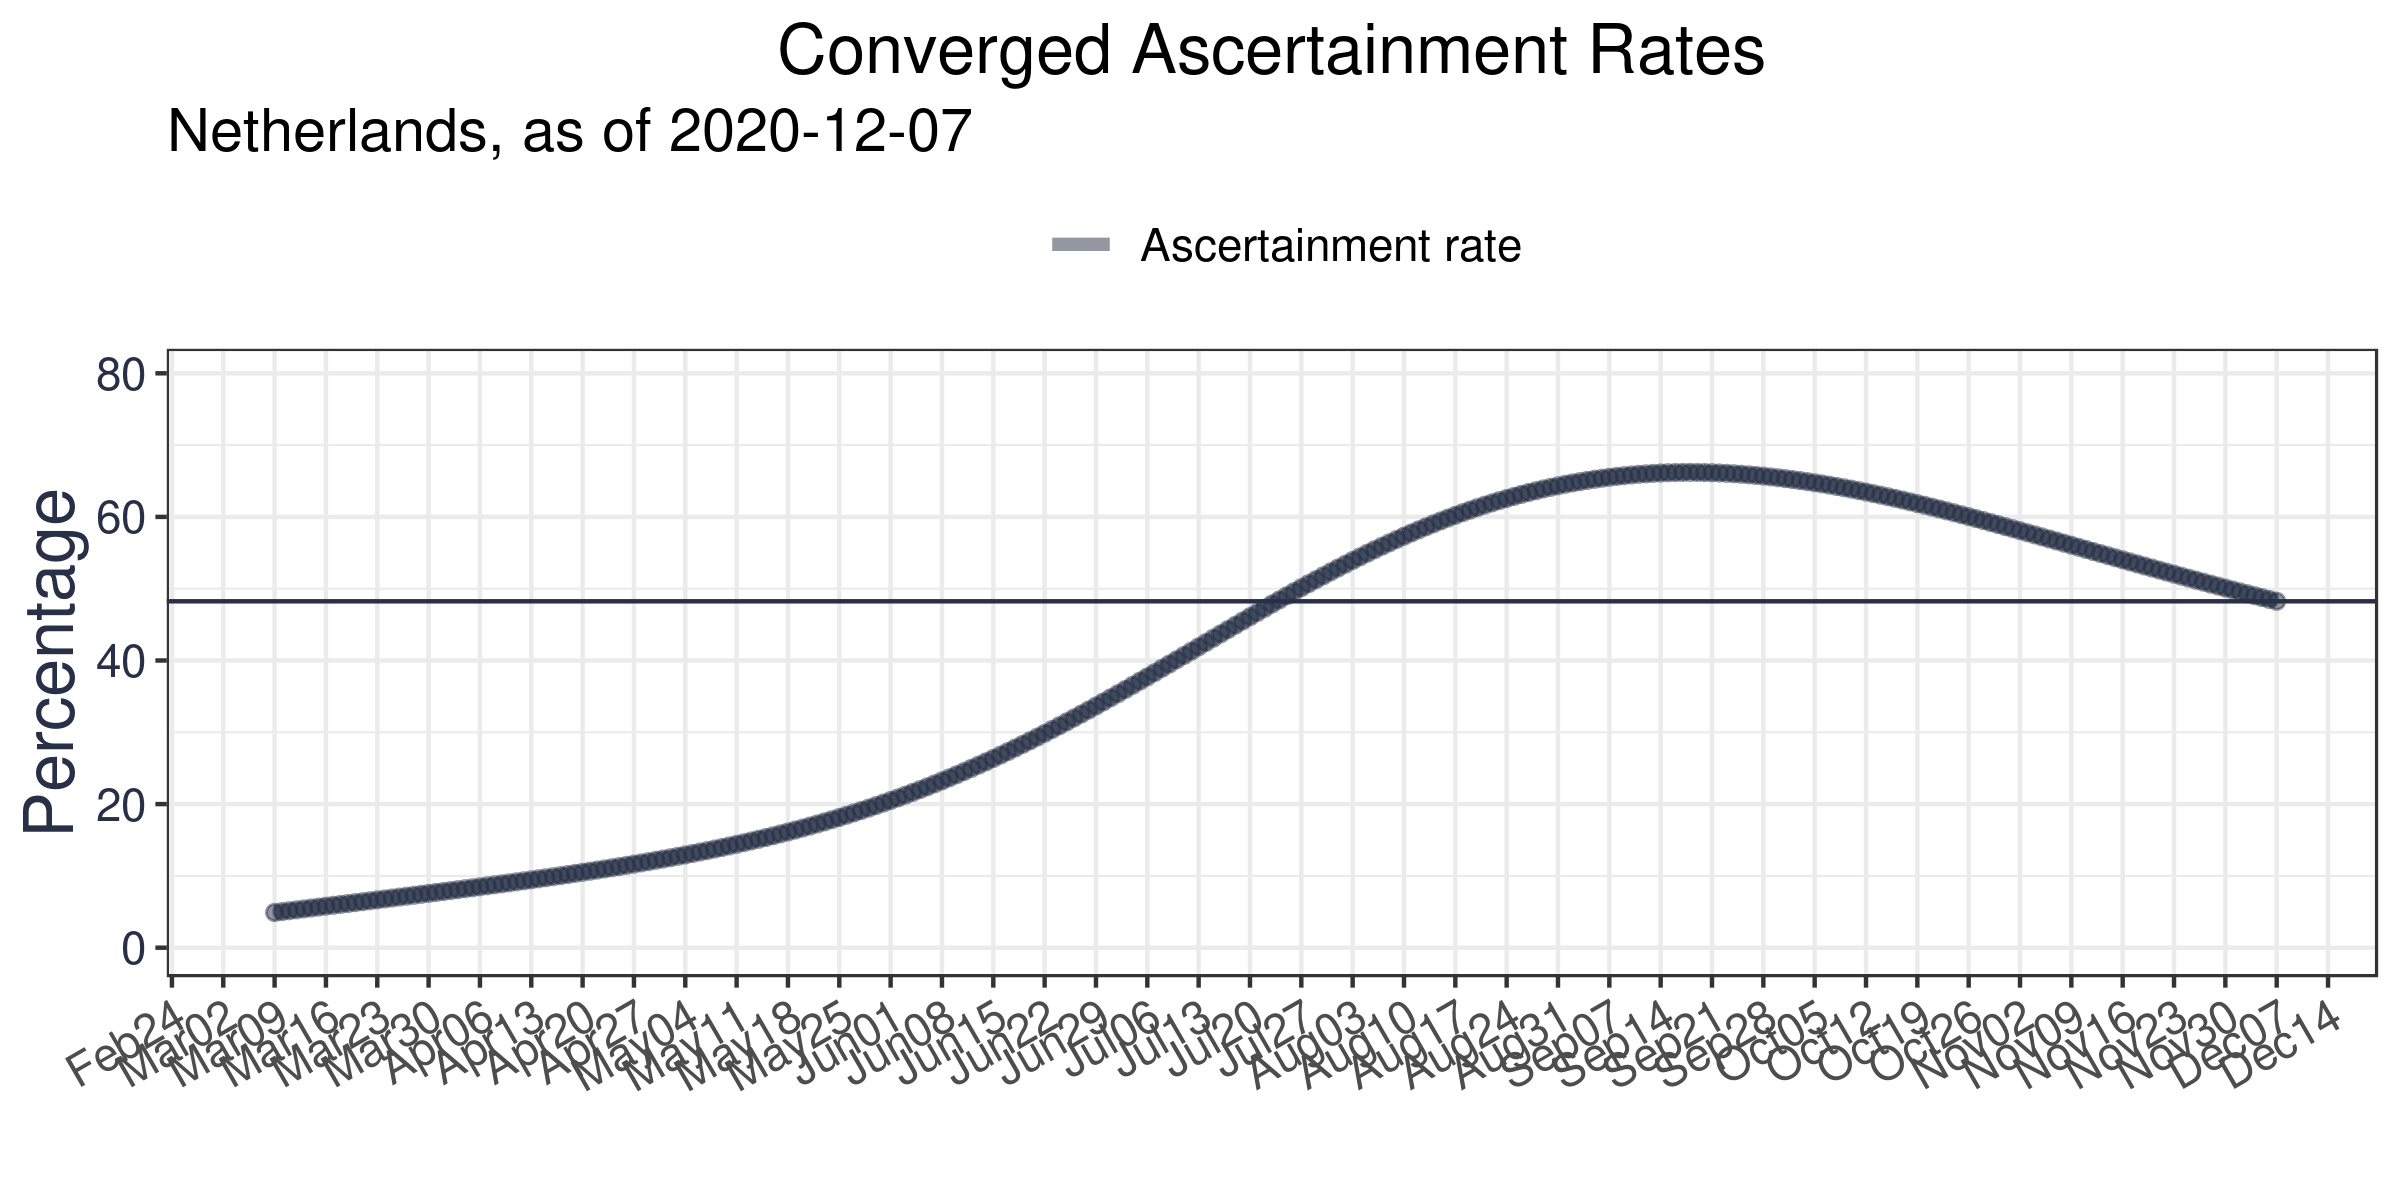 Converged Ascertainment Rates
Netherlands, as of 2020-12-07
Ascertainment rate
Percentage
80
60
40
20
0
Feb24 Mar02 Mar09 Mar16 Mar23 Mar30 Apr06 Apr13 Apr20 Apr27 May04 May11 May18 May25 Jun01 Jun08 Jun15 Jun22 Jun29 Jul06 Jul13 Jul20 Jul27 Aug03 Aug10 Aug17 Aug24 Aug31 Sep07 Sep14 Sep21 Sep28 Oct05 Oct12 Oct19 Oct26 Nov02 Nov09 Nov16 Nov23 Nov30 Dec07 Dec14